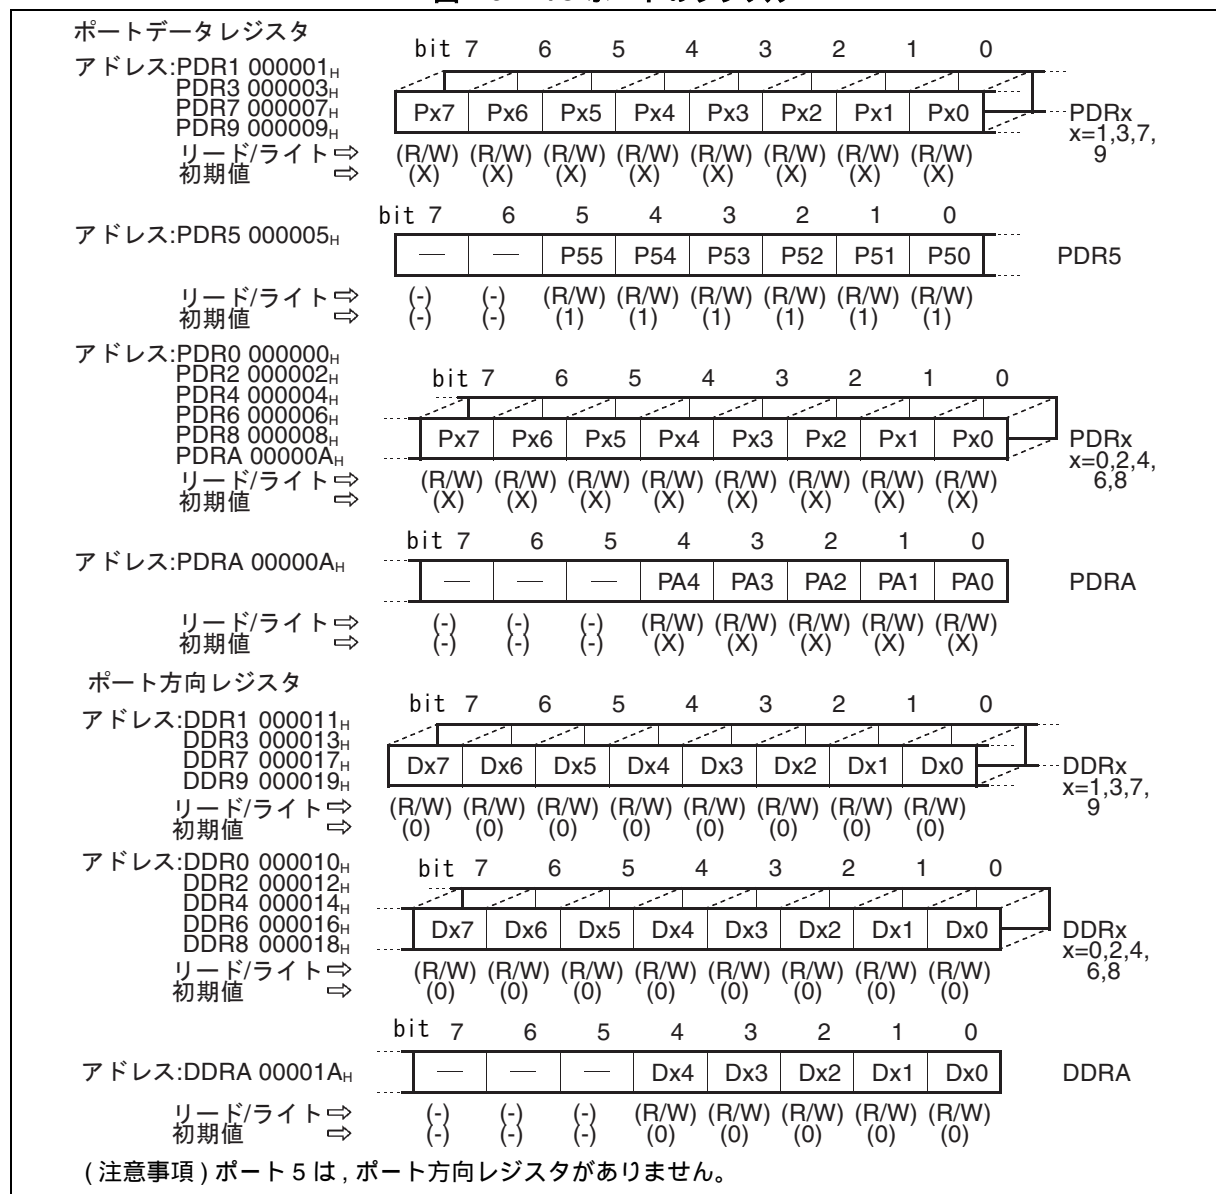 ポートデータレジスタ
bit 7 6 5 4 3 2 1 0
アドレス:PDR1 000001H
PDR3 000003H
PDR7 000007H
PDR9 000009H
Px7 Px6 Px5 Px4 Px3 Px2 Px1 Px0
PDRx
x=1,3,7,
9
リード/ライト⇨ (R/W) (R/W) (R/W) (R/W) (R/W) (R/W) (R/W) (R/W)
初期値 ⇨ (X) (X) (X) (X) (X) (X) (X) (X)
bit 7 6 5 4 3 2 1 0
アドレス:PDR5 000005H
— — P55 P54 P53 P52 P51 P50 PDR5
リード/ライト⇨ (-) (-) (R/W) (R/W) (R/W) (R/W) (R/W) (R/W)
初期値 ⇨ (-) (-) (1) (1) (1) (1) (1) (1)
アドレス:PDR0 000000H
PDR2 000002H
PDR4 000004H
PDR6 000006H
PDR8 000008H
PDRA 00000AH
bit 7 6 5 4 3 2 1 0
Px7 Px6 Px5 Px4 Px3 Px2 Px1 Px0
PDRx
x=0,2,4,
6,8
リード/ライト⇨ (R/W) (R/W) (R/W) (R/W) (R/W) (R/W) (R/W) (R/W)
初期値 ⇨ (X) (X) (X) (X) (X) (X) (X) (X)
bit 7 6 5 4 3 2 1 0
アドレス:PDRA 00000AH
— — — PA4 PA3 PA2 PA1 PA0 PDRA
リード/ライト⇨ (-) (-) (-) (R/W) (R/W) (R/W) (R/W) (R/W)
初期値 ⇨ (-) (-) (-) (X) (X) (X) (X) (X)
ポート方向レジスタ
bit 7 6 5 4 3 2 1 0
アドレス:DDR1 000011H
DDR3 000013H
DDR7 000017H
DDR9 000019H
Dx7 Dx6 Dx5 Dx4 Dx3 Dx2 Dx1 Dx0
DDRx
x=1,3,7,
9
リード/ライト⇨ (R/W) (R/W) (R/W) (R/W) (R/W) (R/W) (R/W) (R/W)
初期値 ⇨ (0) (0) (0) (0) (0) (0) (0) (0)
アドレス:DDR0 000010H
DDR2 000012H
DDR4 000014H
DDR6 000016H
DDR8 000018H
bit 7 6 5 4 3 2 1 0
Dx7 Dx6 Dx5 Dx4 Dx3 Dx2 Dx1 Dx0
DDRx
x=0,2,4,
6,8
リード/ライト⇨ (R/W) (R/W) (R/W) (R/W) (R/W) (R/W) (R/W) (R/W)
初期値 ⇨ (0) (0) (0) (0) (0) (0) (0) (0)
bit 7 6 5 4 3 2 1 0
アドレス:DDRA 00001AH
— — — Dx4 Dx3 Dx2 Dx1 Dx0 DDRA
リード/ライト⇨ (-) (-) (-) (R/W) (R/W) (R/W) (R/W) (R/W)
初期値 ⇨ (-) (-) (-) (0) (0) (0) (0) (0)
( 注意事項 ) ポート 5 は , ポート方向レジスタがありません。